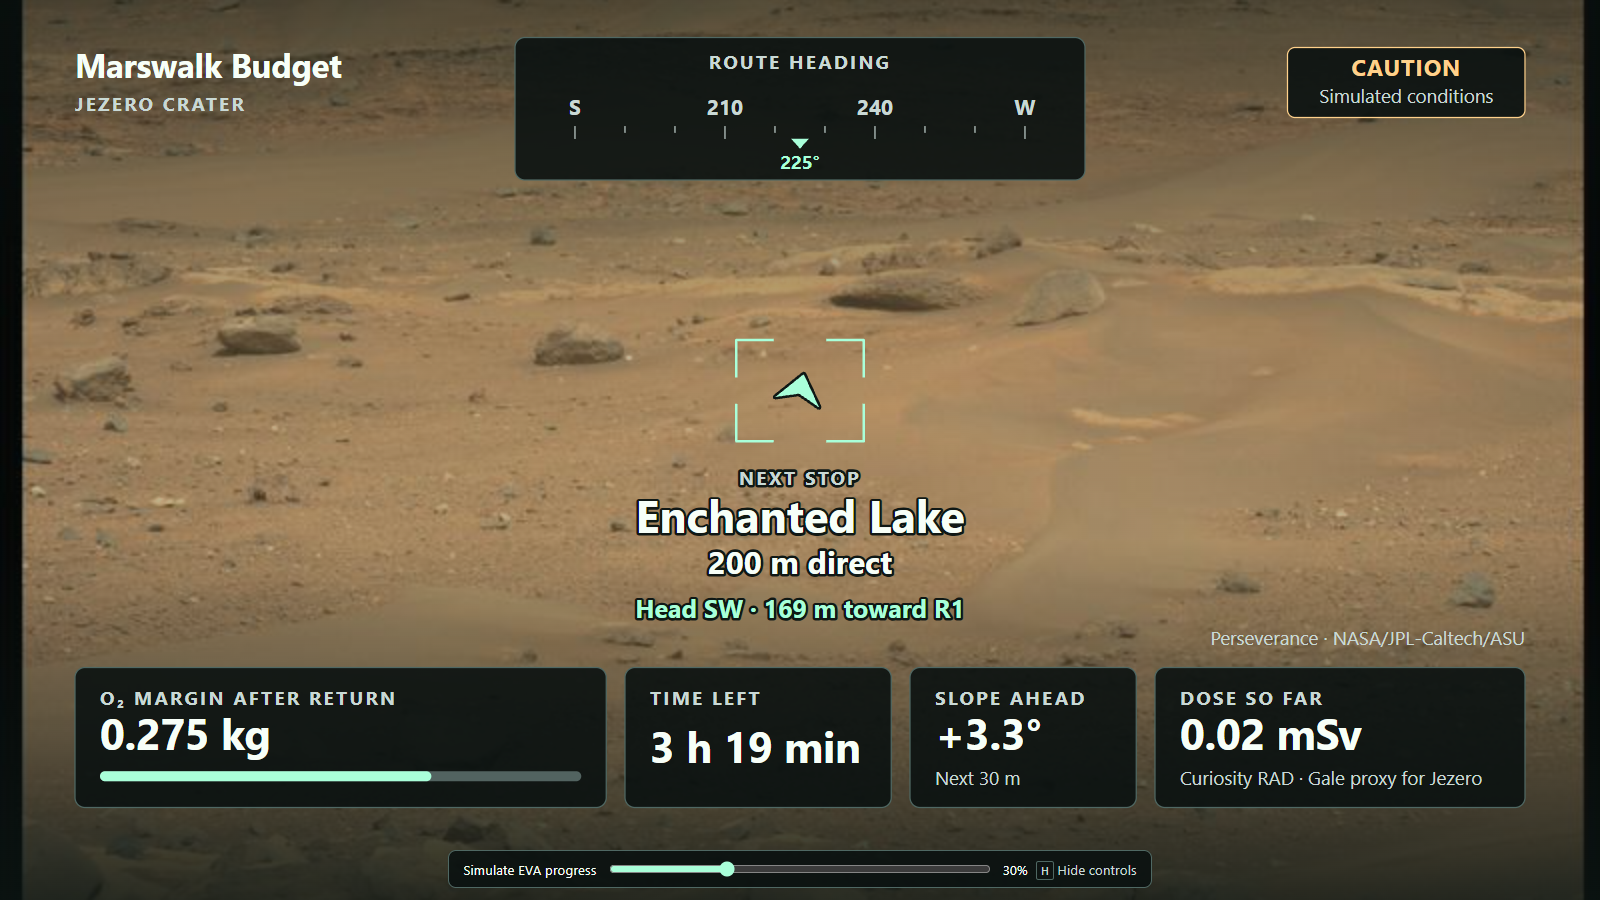 Marswalk Budget
JEZERO CRATER
ROUTE HEADING
S 210 240 W
225°
CAUTION
Simulated conditions
NEXT STOP
Enchanted Lake
200 m direct
Head SW · 169 m toward R1
Perseverance · NASA/JPL-Caltech/ASU
O₂ MARGIN AFTER RETURN
0.275 kg
TIME LEFT
3 h 19 min
SLOPE AHEAD
+3.3°
Next 30 m
DOSE SO FAR
0.02 mSv
Curiosity RAD · Gale proxy for Jezero
Simulate EVA progress 30% H Hide controls